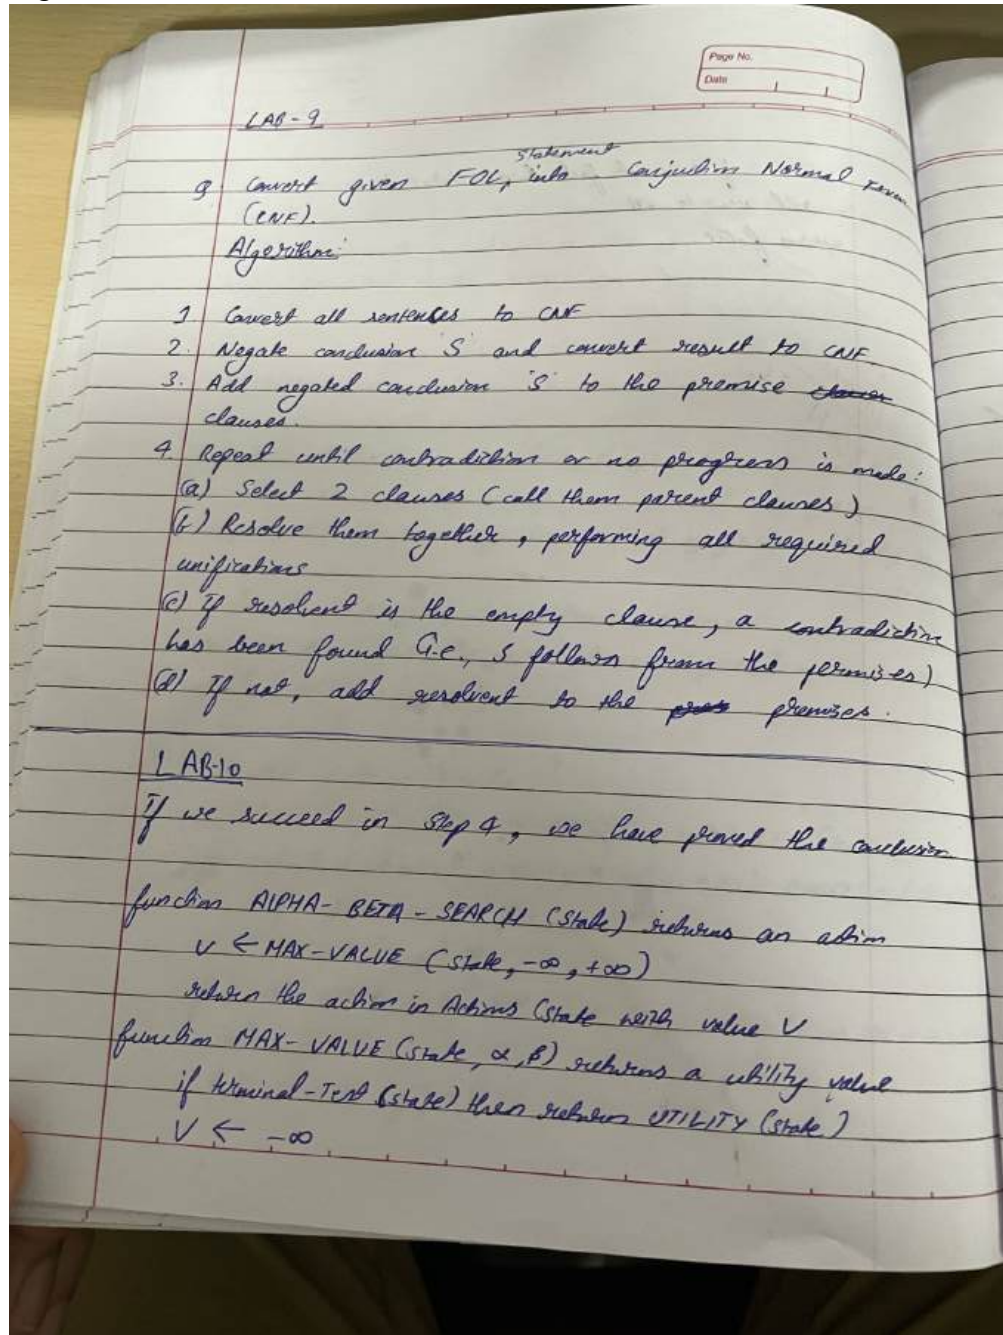 Page No.
Date
LAB-9
statement
Q Convert given FOL, into Conjuction Normal Form
(CNF).
Algorithm:
1 Convert all sentences to CNF
2. Negate conclusion S and convert result to CNF
3. Add negated conclusion S to the premise
clauses.
4. Repeat until contradiction or no progress is made:
(a) Select 2 clauses (call them parent clauses)
(b) Resolve them together, performing all required
unifications
(c) If resolvent is the empty clause, a contradiction
has been found (i.e., S follows from the permises)
(d) If not, add resolvent to the premises.
LAB-10
If we succeed in Step 4, we have proved the conclusion
function ALPHA-BETA-SEARCH (State) returns an action
V ← MAX-VALUE (State, -∞, +∞)
return the action in Actions (State with value V
function MAX-VALUE (State, α, β) returns a utility value
if terminal-Test (state) then return UTILITY (State)
V ← -∞